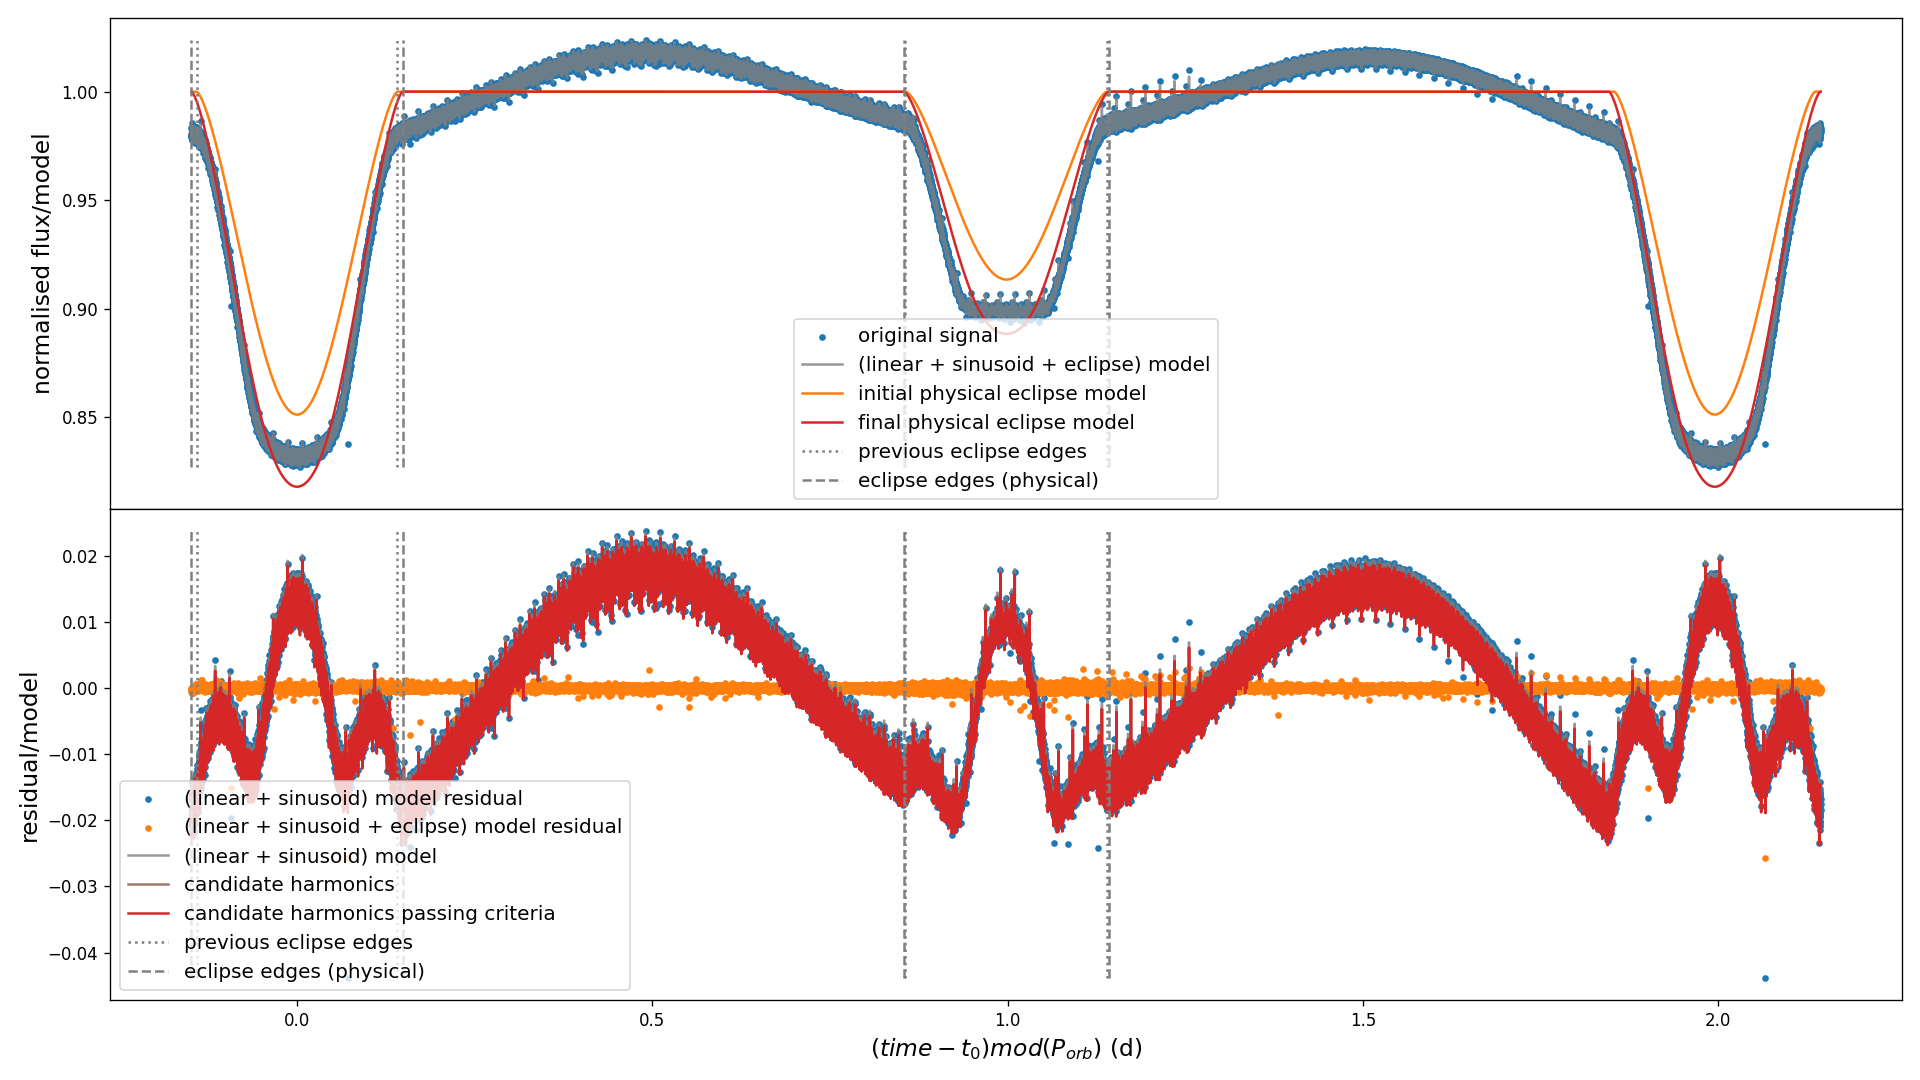 normalised flux/model
1.00
0.95
0.90
0.85
original signal
(linear + sinusoid + eclipse) model
initial physical eclipse model
final physical eclipse model
previous eclipse edges
eclipse edges (physical)
residual/model
0.02
0.01
0.00
−0.01
−0.02
−0.03
−0.04
(linear + sinusoid) model residual
(linear + sinusoid + eclipse) model residual
(linear + sinusoid) model
candidate harmonics
candidate harmonics passing criteria
previous eclipse edges
eclipse edges (physical)
0.0 0.5 1.0 1.5 2.0
(time − t₀)mod(P_orb) (d)